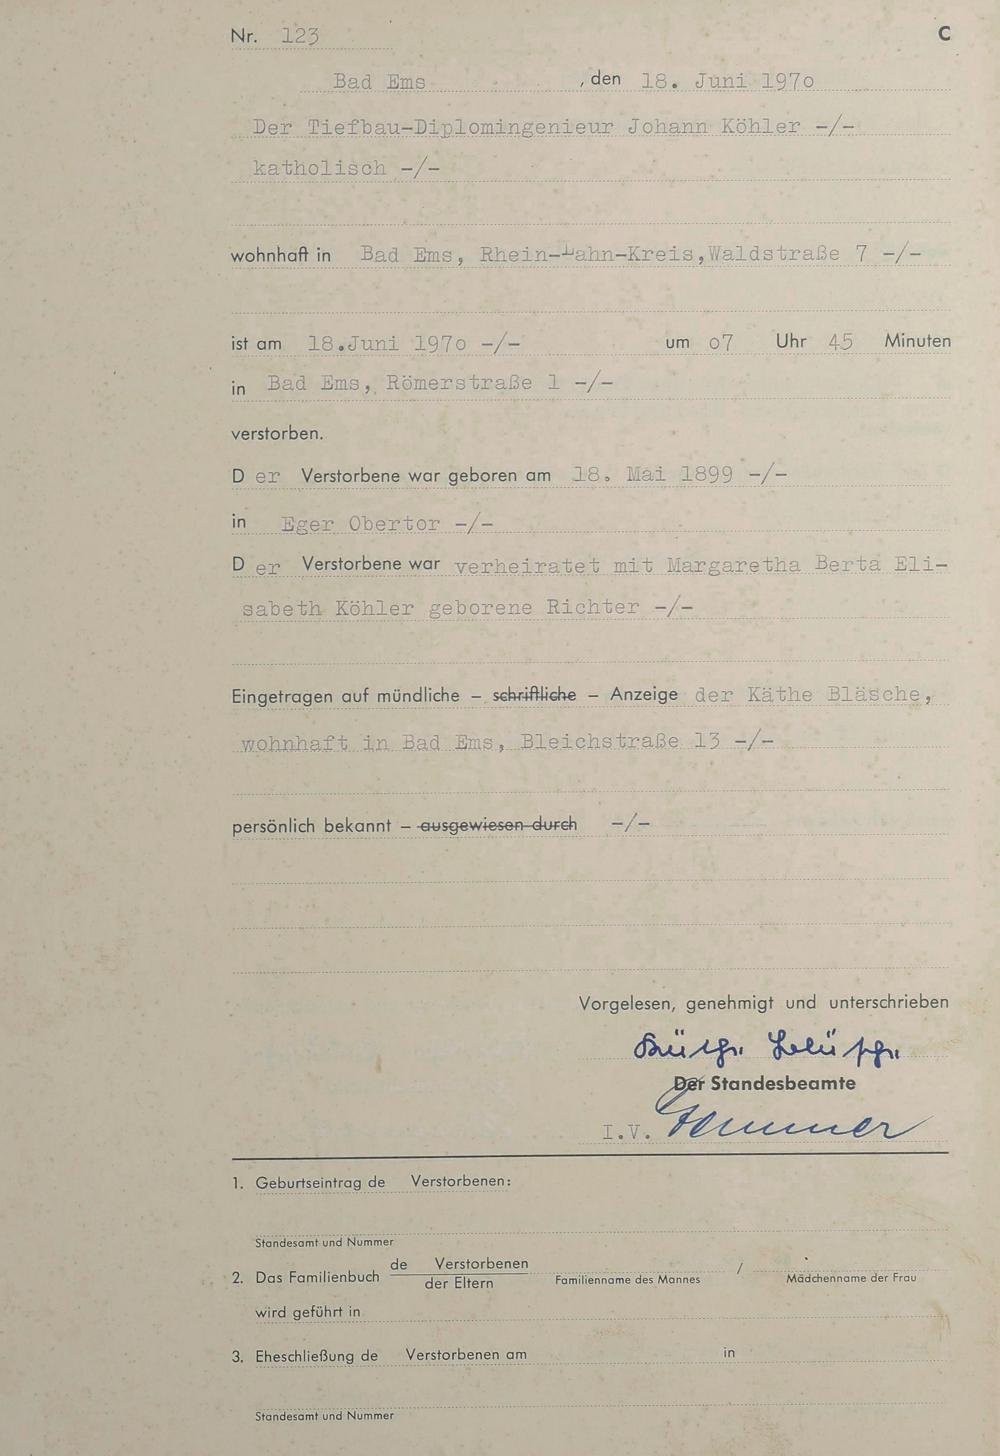 Nr. 123 C
Bad Ems , den 18. Juni 197o
Der Tiefbau-Diplomingenieur Johann Köhler -/-
katholisch -/-
wohnhaft in Bad Ems, Rhein-Lahn-Kreis,Waldstraße 7 -/-
ist am 18.Juni 197o -/- um o7 Uhr 45 Minuten
in Bad Ems, Römerstraße 1 -/-
verstorben.
D er Verstorbene war geboren am 18. Mai 1899 -/-
in Eger Obertor -/-
D er Verstorbene war verheiratet mit Margaretha Berta Eli-
sabeth Köhler geborene Richter -/-
Eingetragen auf mündliche – schriftliche – Anzeige der Käthe Bläsche,
wohnhaft in Bad Ems, Bleichstraße 13 -/-
persönlich bekannt – ausgewiesen durch -/-
Vorgelesen, genehmigt und unterschrieben
Der Standesbeamte
I.V.
1. Geburtseintrag de Verstorbenen:
Standesamt und Nummer
de Verstorbenen /
2. Das Familienbuch der Eltern Familienname des Mannes Mädchenname der Frau
wird geführt in
3. Eheschließung de Verstorbenen am in
Standesamt und Nummer